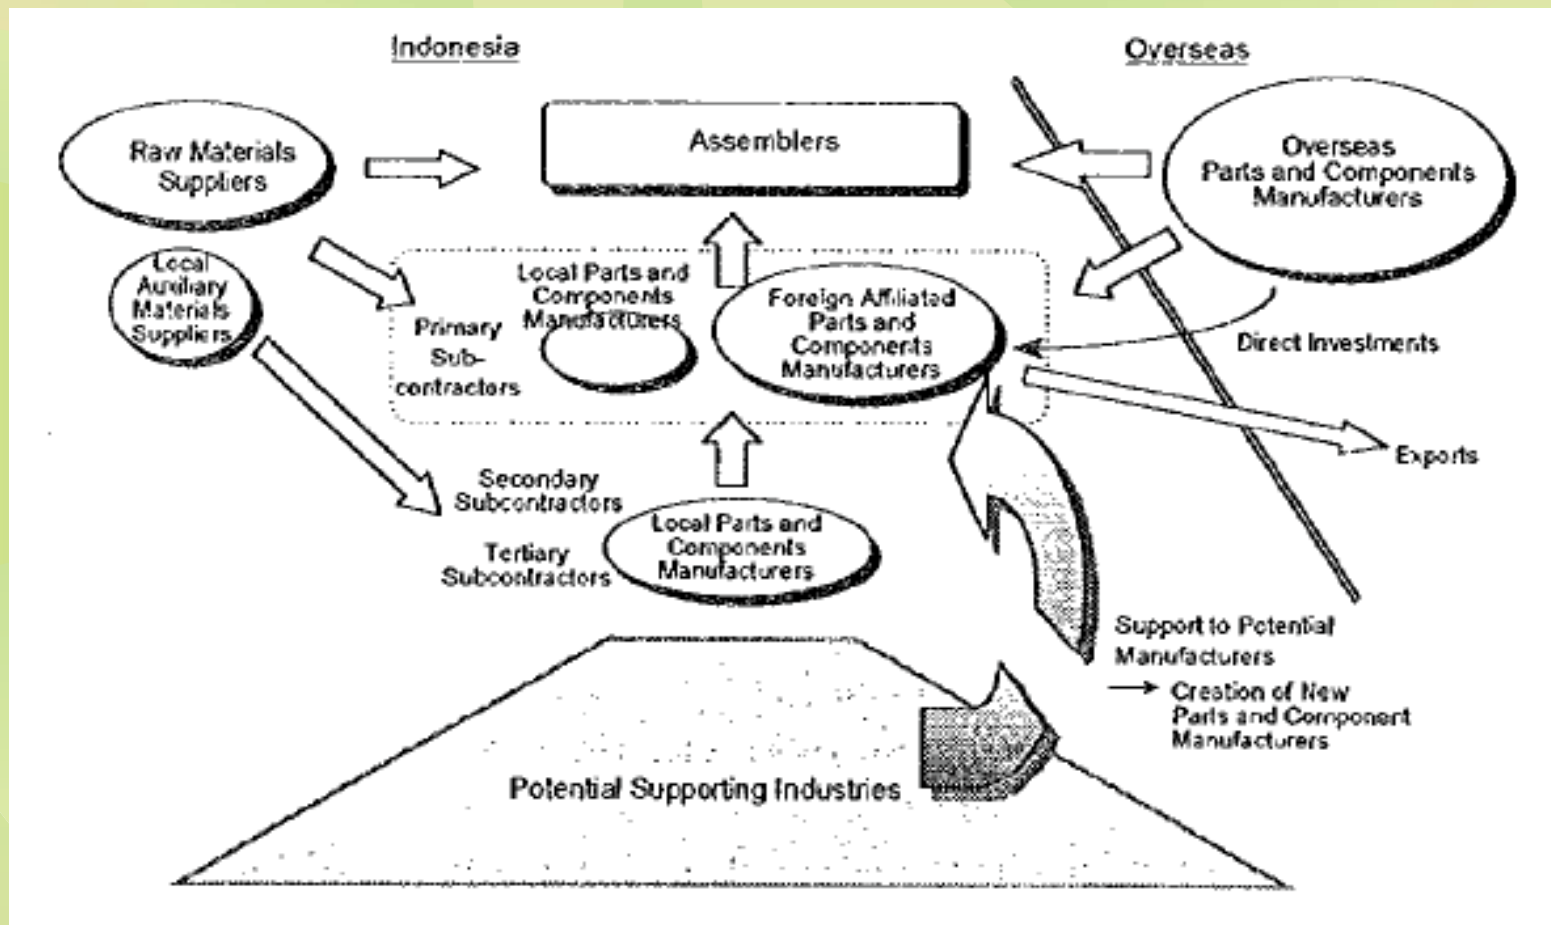 Indonesia
Overseas
Raw Materials
Suppliers
Assemblers
Overseas
Parts and Components
Manufacturers
Local
Auxiliary
Materials
Suppliers
Primary
Sub-
contractors
Local Parts and
Components
Manufacturers
Foreign Affiliated
Parts and
Components
Manufacturers
Direct Investments
Exports
Secondary
Subcontractors
Tertiary
Subcontractors
Local Parts and
Components
Manufacturers
Support to Potential
Manufacturers
→ Creation of New
Parts and Component
Manufacturers
Potential Supporting Industries